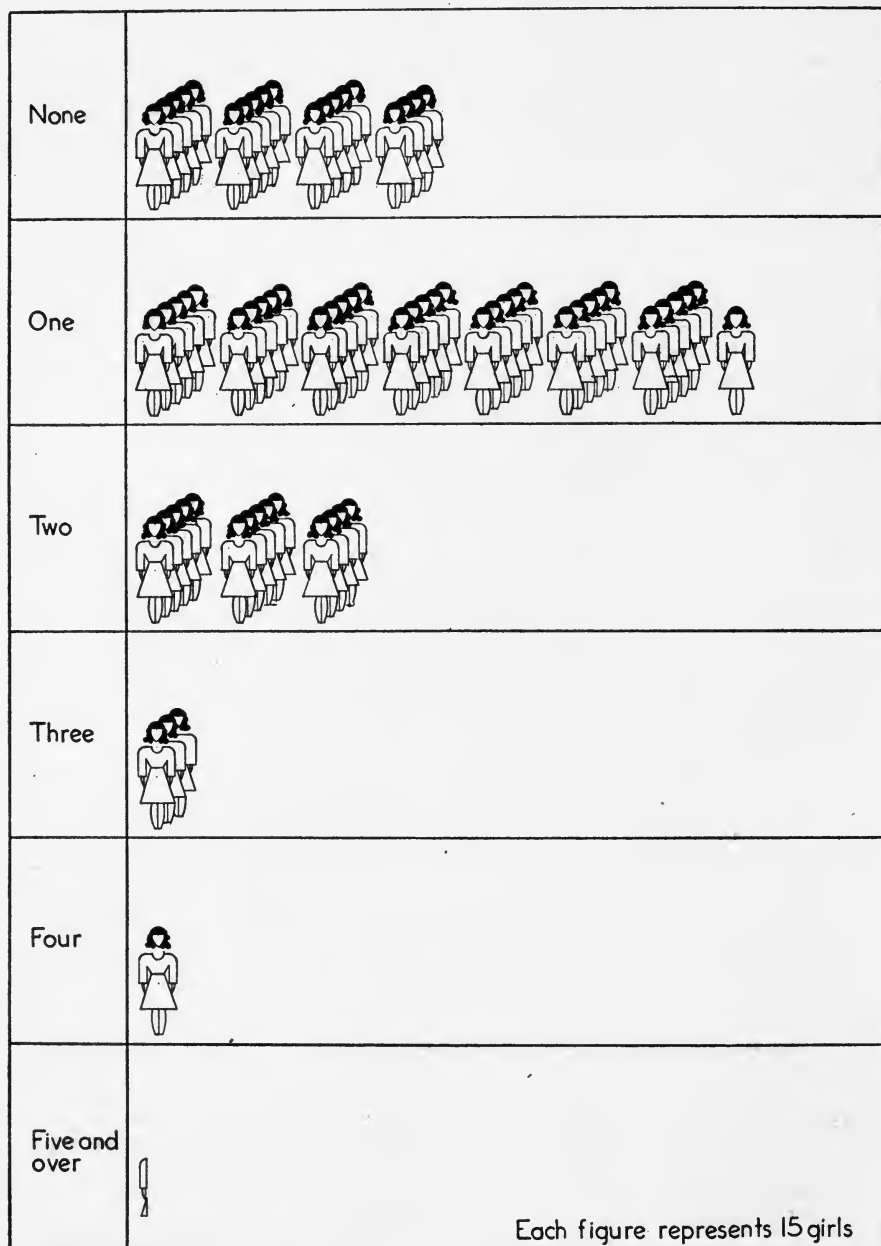 None
One
Two
Three
Four
Five and
over
Each figure represents 15 girls